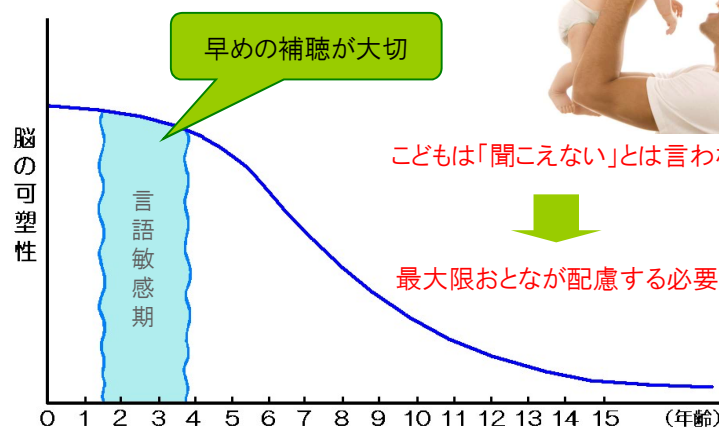 早めの補聴が大切
脳の可塑性
言語敏感期
こどもは「聞こえない」とは言わ
最大限おとなが配慮する必要
0 1 2 3 4 5 6 7 8 9 10 11 12 13 14 15 (年齢)